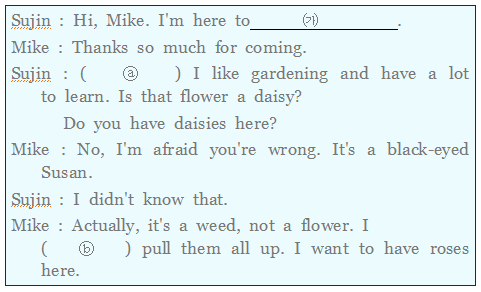 Sujin : Hi, Mike. I'm here to ㉮ .
Mike : Thanks so much for coming.
Sujin : ( ⓐ ) I like gardening and have a lot
to learn. Is that flower a daisy?
Do you have daisies here?
Mike : No, I'm afraid you're wrong. It's a black-eyed
Susan.
Sujin : I didn't know that.
Mike : Actually, it's a weed, not a flower. I
( ⓑ ) pull them all up. I want to have roses
here.